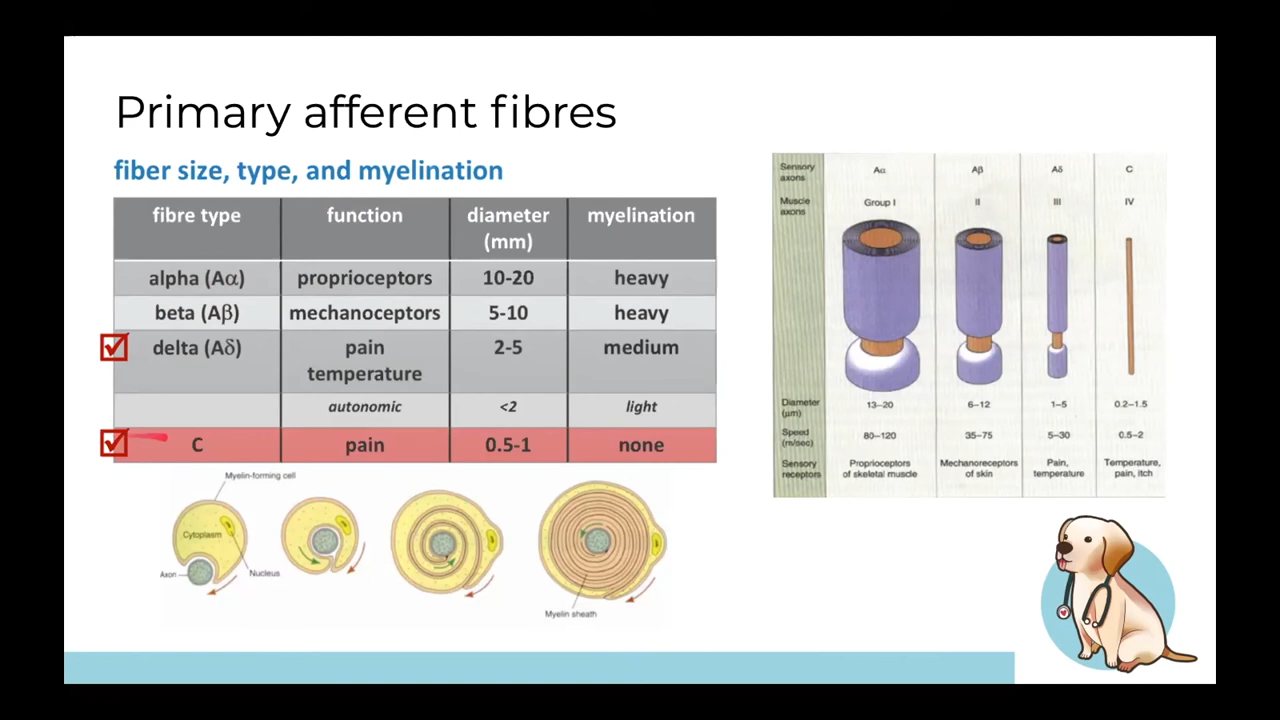 Primary afferent fibres
fiber size, type, and myelination
fibre type function diameter myelination
(mm)
alpha (Aα) proprioceptors 10-20 heavy
beta (Aβ) mechanoceptors 5-10 heavy
delta (Aδ) pain 2-5 medium
temperature
autonomic <2 light
C pain 0.5-1 none
Myelin-forming cell
Cytoplasm
Axon
Nucleus
Myelin sheath
Sensory axons Aα Aβ Aδ C
Muscle axons Group I II III IV
Diameter (μm) 13–20 6–12 1–5 0.2–1.5
Speed (m/sec) 80–120 35–75 5–30 0.5–2
Sensory receptors Proprioceptors of skeletal muscle Mechanoreceptors of skin Pain, temperature Temperature, pain, itch